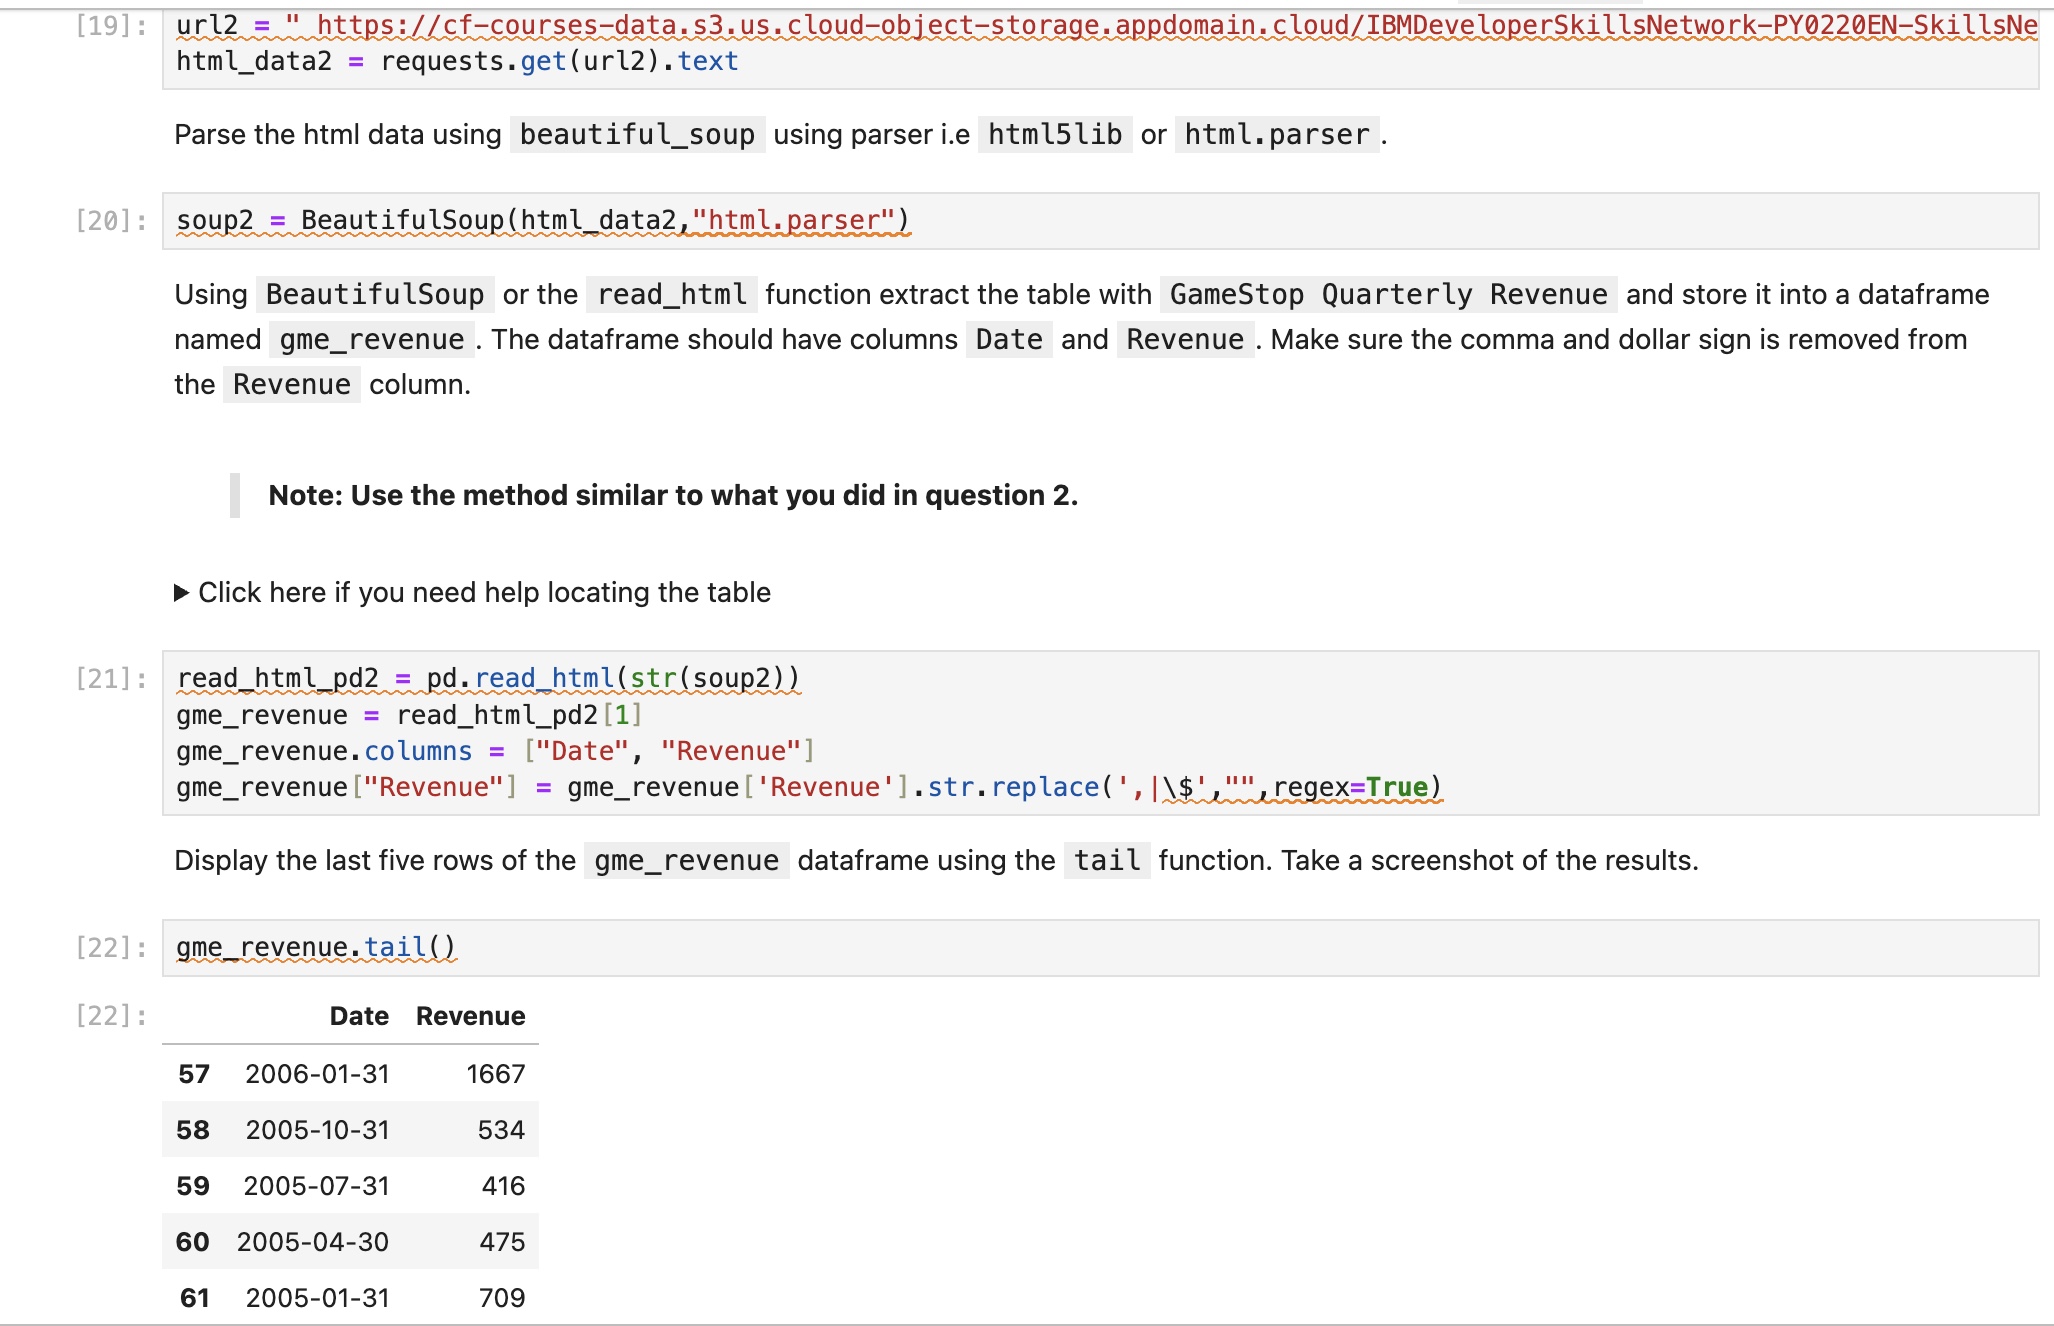 [19]: url2 = " https://cf-courses-data.s3.us.cloud-object-storage.appdomain.cloud/IBMDeveloperSkillsNetwork-PY0220EN-SkillsNe
html_data2 = requests.get(url2).text
Parse the html data using beautiful_soup using parser i.e html5lib or html.parser .
[20]: soup2 = BeautifulSoup(html_data2,"html.parser")
Using BeautifulSoup or the read_html function extract the table with GameStop Quarterly Revenue and store it into a dataframe
named gme_revenue . The dataframe should have columns Date and Revenue . Make sure the comma and dollar sign is removed from
the Revenue column.
Note: Use the method similar to what you did in question 2.
▶ Click here if you need help locating the table
[21]: read_html_pd2 = pd.read_html(str(soup2))
gme_revenue = read_html_pd2[1]
gme_revenue.columns = ["Date", "Revenue"]
gme_revenue["Revenue"] = gme_revenue['Revenue'].str.replace(',|\$',"",regex=True)
Display the last five rows of the gme_revenue dataframe using the tail function. Take a screenshot of the results.
[22]: gme_revenue.tail()
[22]: Date Revenue
57 2006-01-31 1667
58 2005-10-31 534
59 2005-07-31 416
60 2005-04-30 475
61 2005-01-31 709